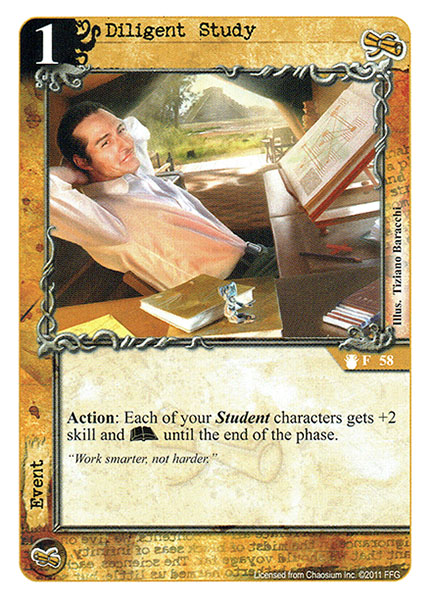 1
Diligent Study
Illus. Tiziano Baracchi
F 58
Action: Each of your Student characters gets +2
skill and until the end of the phase.
“Work smarter, not harder.”
Event
Licensed from Chaosium Inc. ©2011 FFG